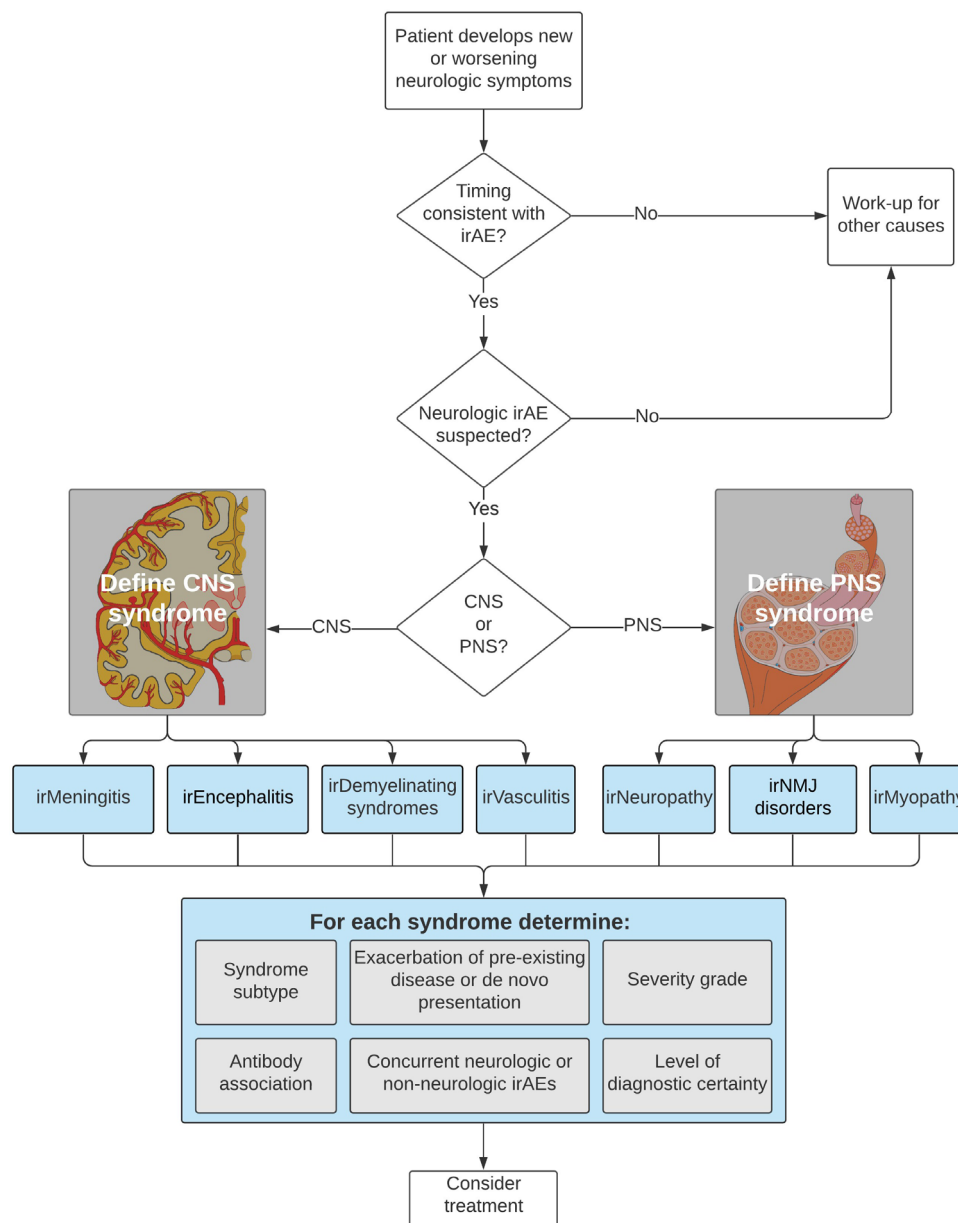 Patient develops new
or worsening
neurologic symptoms
Timing
consistent with
irAE?
No
Work-up for
other causes
Yes
Neurologic irAE
suspected?
No
Yes
Define CNS
syndrome
CNS
CNS
or
PNS?
PNS
Define PNS
syndrome
irMeningitis
irEncephalitis
irDemyelinating
syndromes
irVasculitis
irNeuropathy
irNMJ
disorders
irMyopathy
For each syndrome determine:
Syndrome
subtype
Exacerbation of pre-existing
disease or de novo
presentation
Severity grade
Antibody
association
Concurrent neurologic or
non-neurologic irAEs
Level of
diagnostic certainty
Consider
treatment